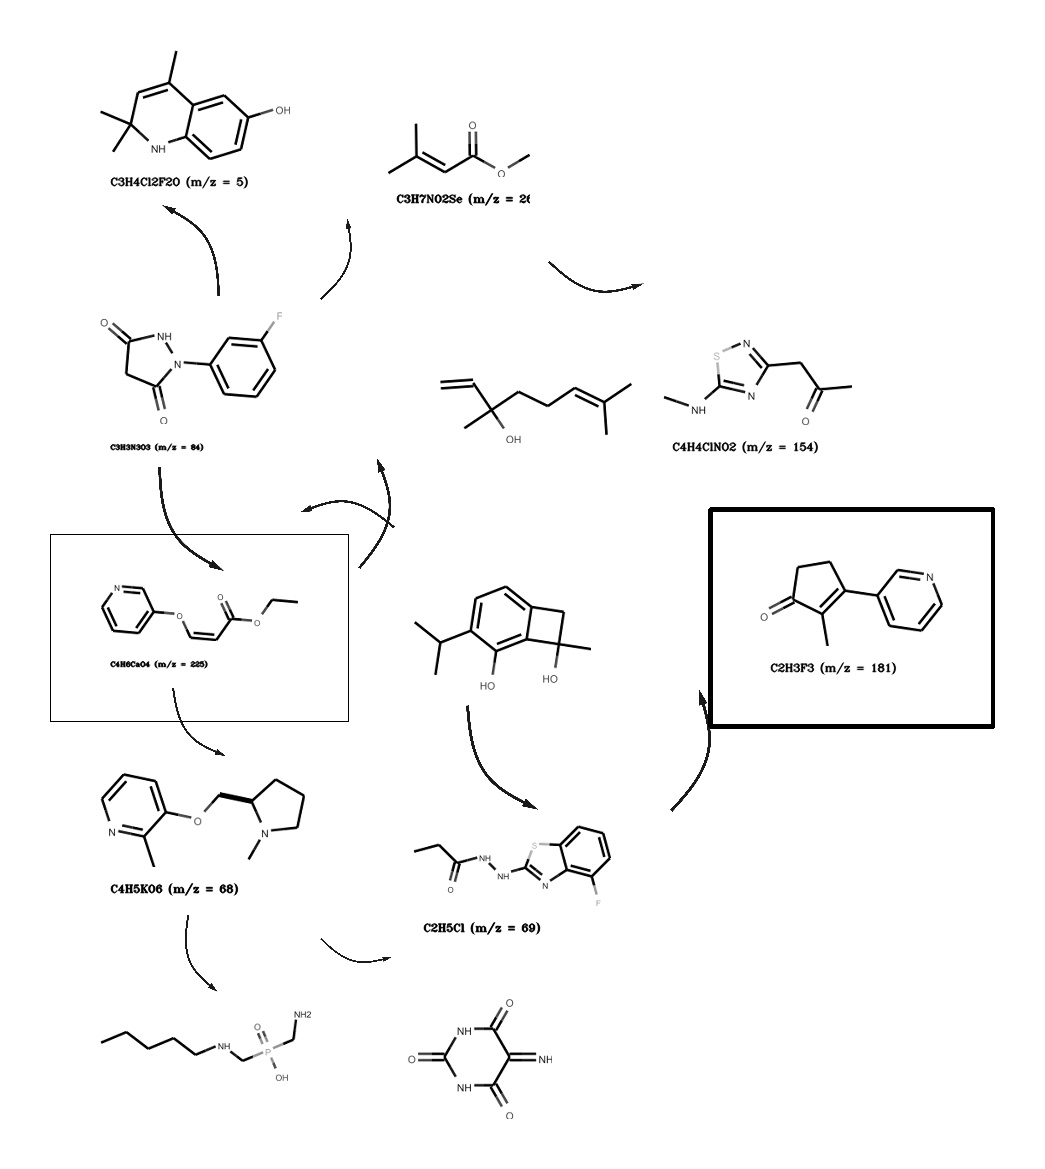 OH
NH
C3H4Cl2F2O (m/z = 5)
O
O
C3H7NO2Se (m/z = 26
F
O
NH
N
O
C3H3N3O3 (m/z = 84)
N
S
N
NH
O
C4H4ClNO2 (m/z = 154)
OH
N
O
O
O
C4H6CaO4 (m/z = 225)
HO
HO
N
O
C2H3F3 (m/z = 181)
O
N
N
C4H5KO6 (m/z = 68)
S
NH
NH
O
N
F
C2H5Cl (m/z = 69)
NH2
O
NH
P
OH
O
NH
O
NH
NH
O